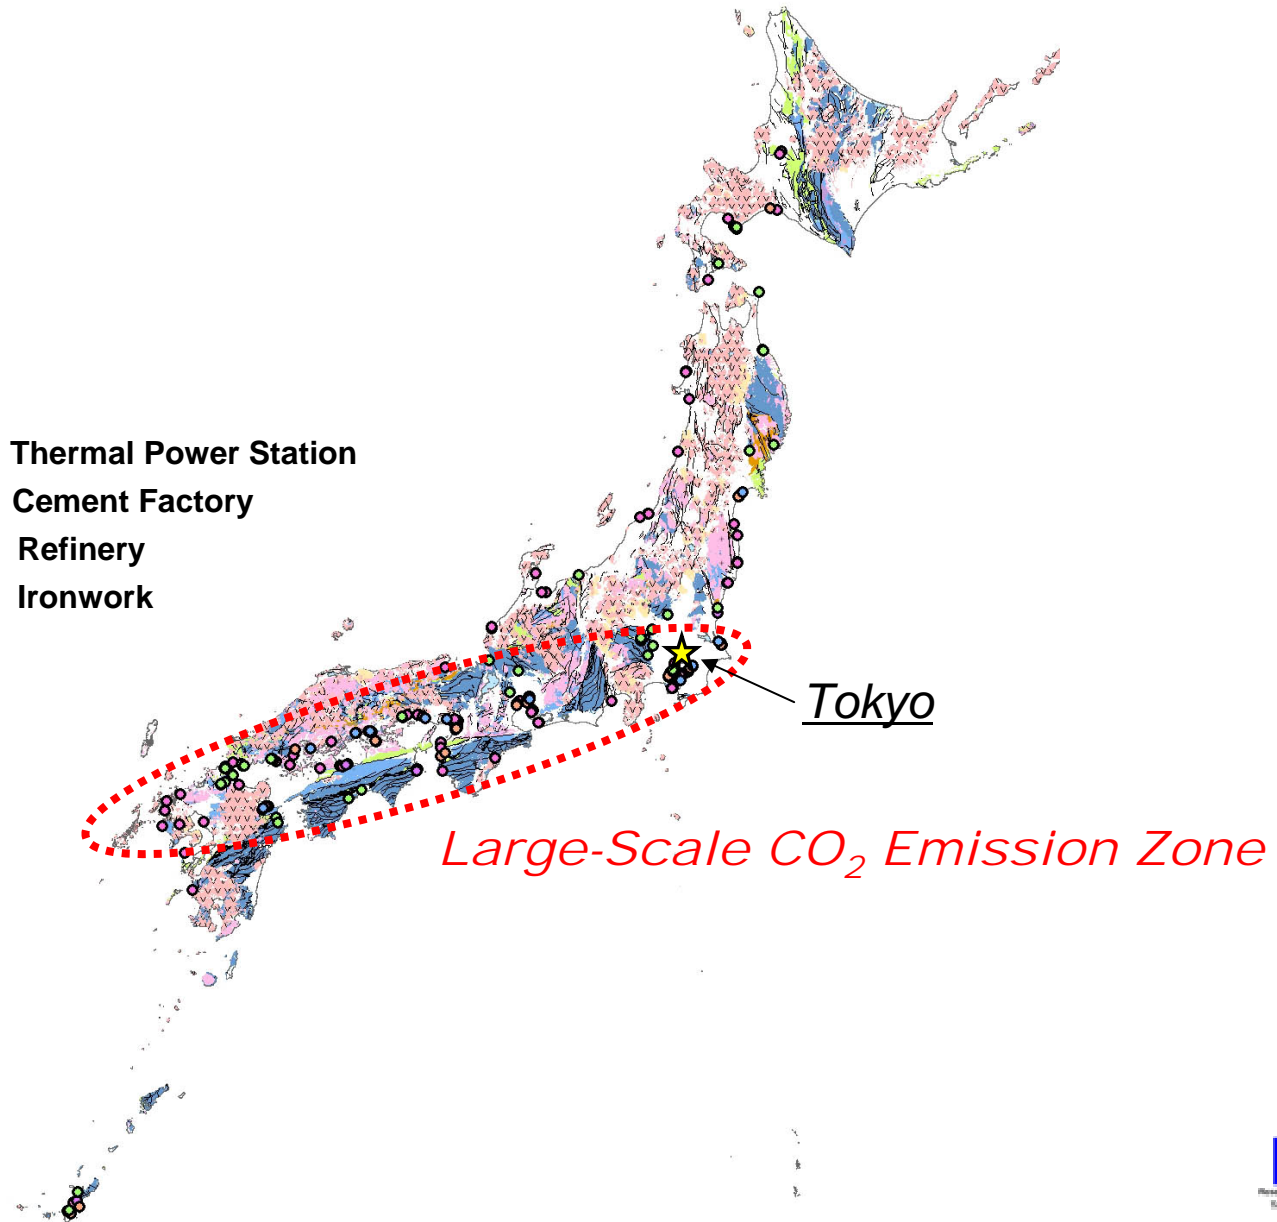 Thermal Power Station
Cement Factory
Refinery
Ironwork
Tokyo
Large-Scale CO₂ Emission Zone